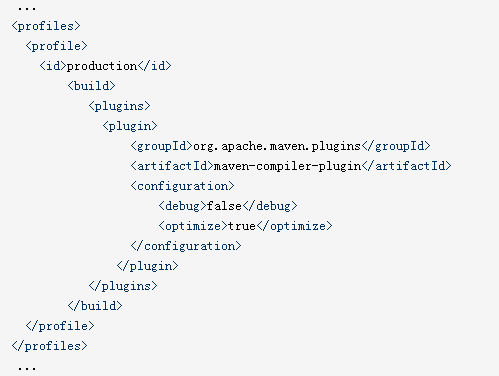 ...
<profiles>
  <profile>
    <id>production</id>
        <build>
           <plugins>
             <plugin>
                 <groupId>org.apache.maven.plugins</groupId>
                 <artifactId>maven-compiler-plugin</artifactId>
                 <configuration>
                     <debug>false</debug>
                     <optimize>true</optimize>
                 </configuration>
               </plugin>
           </plugins>
        </build>
  </profile>
</profiles>
...